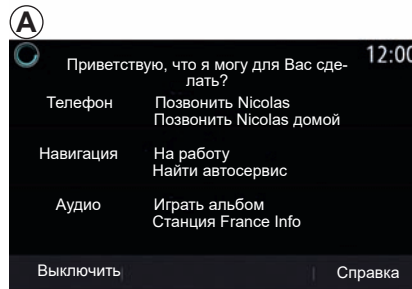 A
12:00
Приветствую, что я могу для Вас сде-
лать?
Телефон Позвонить Nicolas
Позвонить Nicolas домой
Навигация На работу
Найти автосервис
Аудио Играть альбом
Станция France Info
Выключить Справка